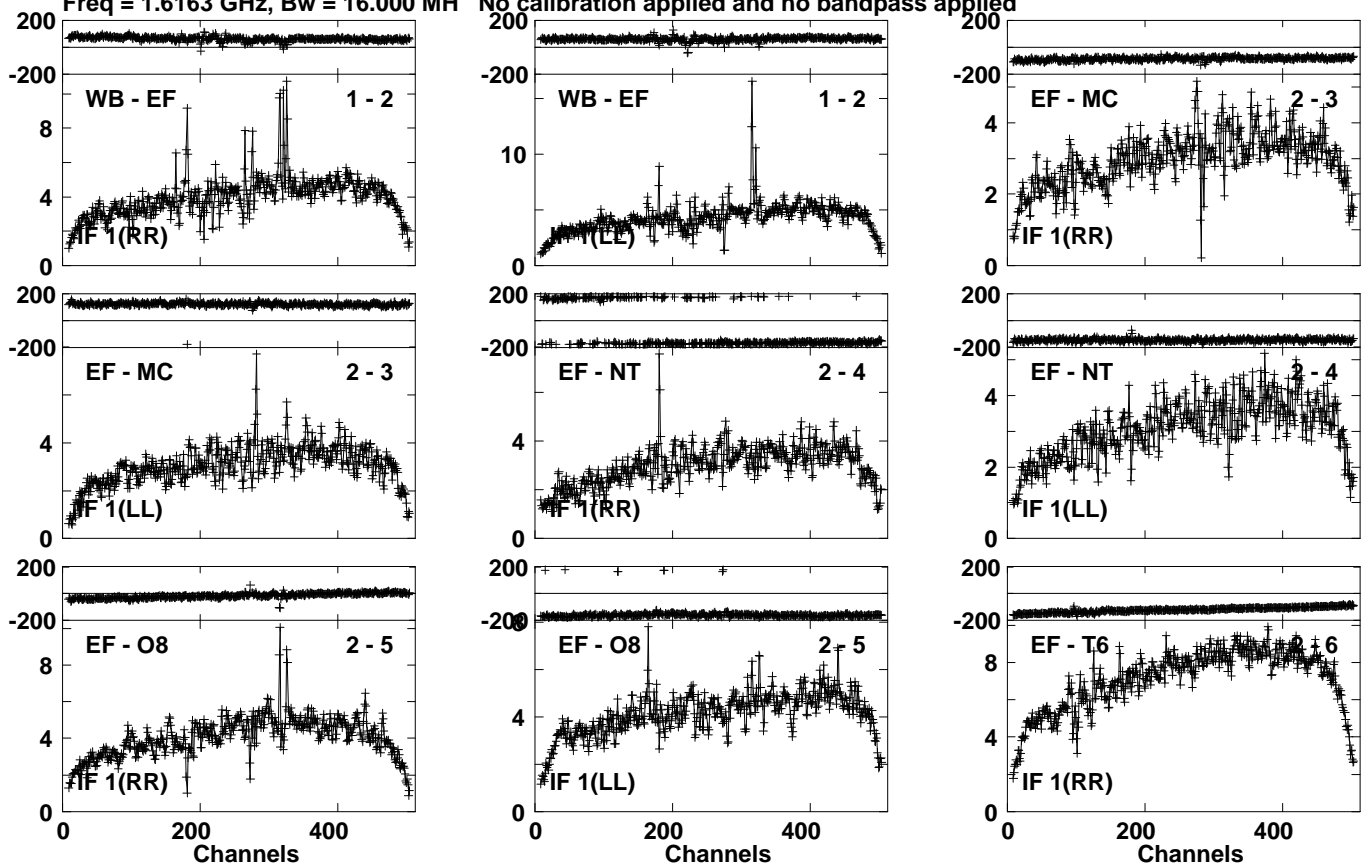 Freq = 1.6163 GHz, Bw = 16.000 MH No calibration applied and no bandpass applied
200
-200
WB - EF 1 - 2
8
4
0
IF 1(RR)
200
-200
WB - EF 1 - 2
10
0
IF 1(LL)
200
-200
EF - MC 2 - 3
4
2
0
IF 1(RR)
200
-200
EF - MC 2 - 3
4
0
IF 1(LL)
200
-200
EF - NT 2 - 4
4
0
IF 1(RR)
200
-200
EF - NT 2 - 4
4
2
0
IF 1(LL)
200
-200
EF - O8 2 - 5
8
4
0
IF 1(RR)
0 200 400
Channels
200
-200
8
EF - O8 2 - 5
4
0
IF 1(LL)
0 200 400
Channels
200
-200
EF - T6 2 - 6
8
4
0
IF 1(RR)
0 200 400
Channels